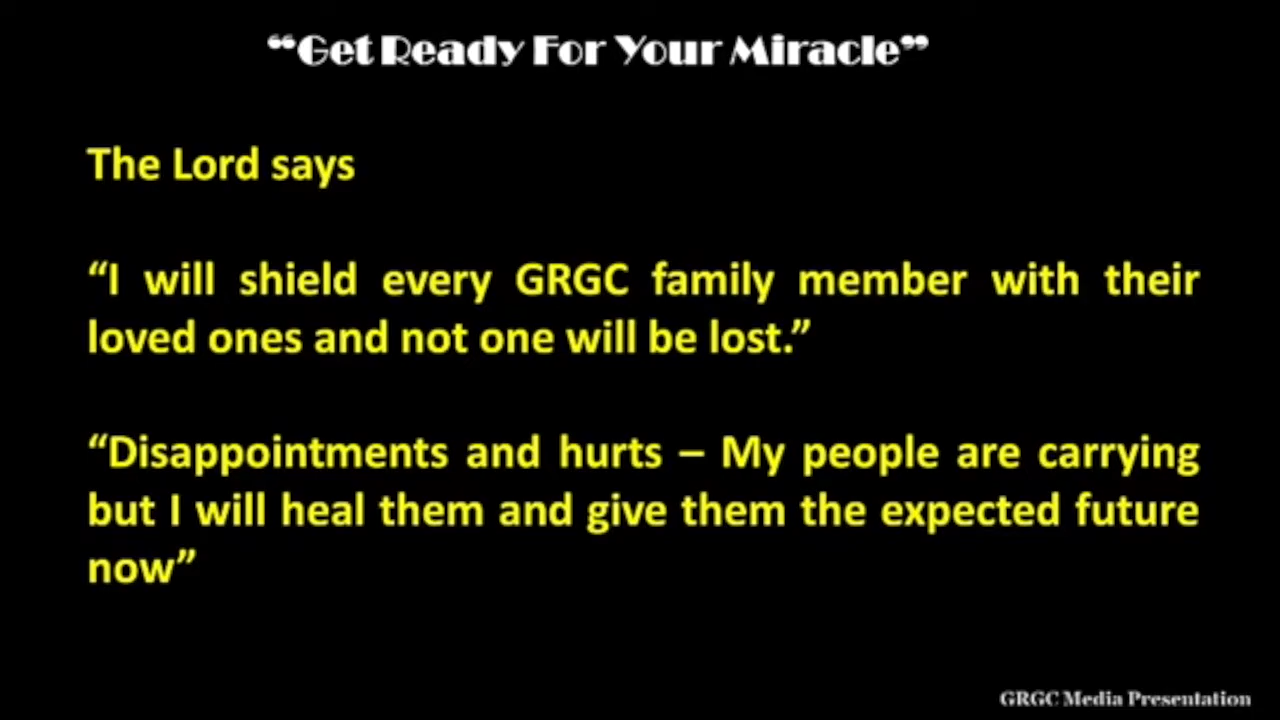 “Get Ready For Your Miracle”
The Lord says
“I will shield every GRGC family member with their
loved ones and not one will be lost.”
“Disappointments and hurts – My people are carrying
but I will heal them and give them the expected future
now”
GRGC Media Presentation